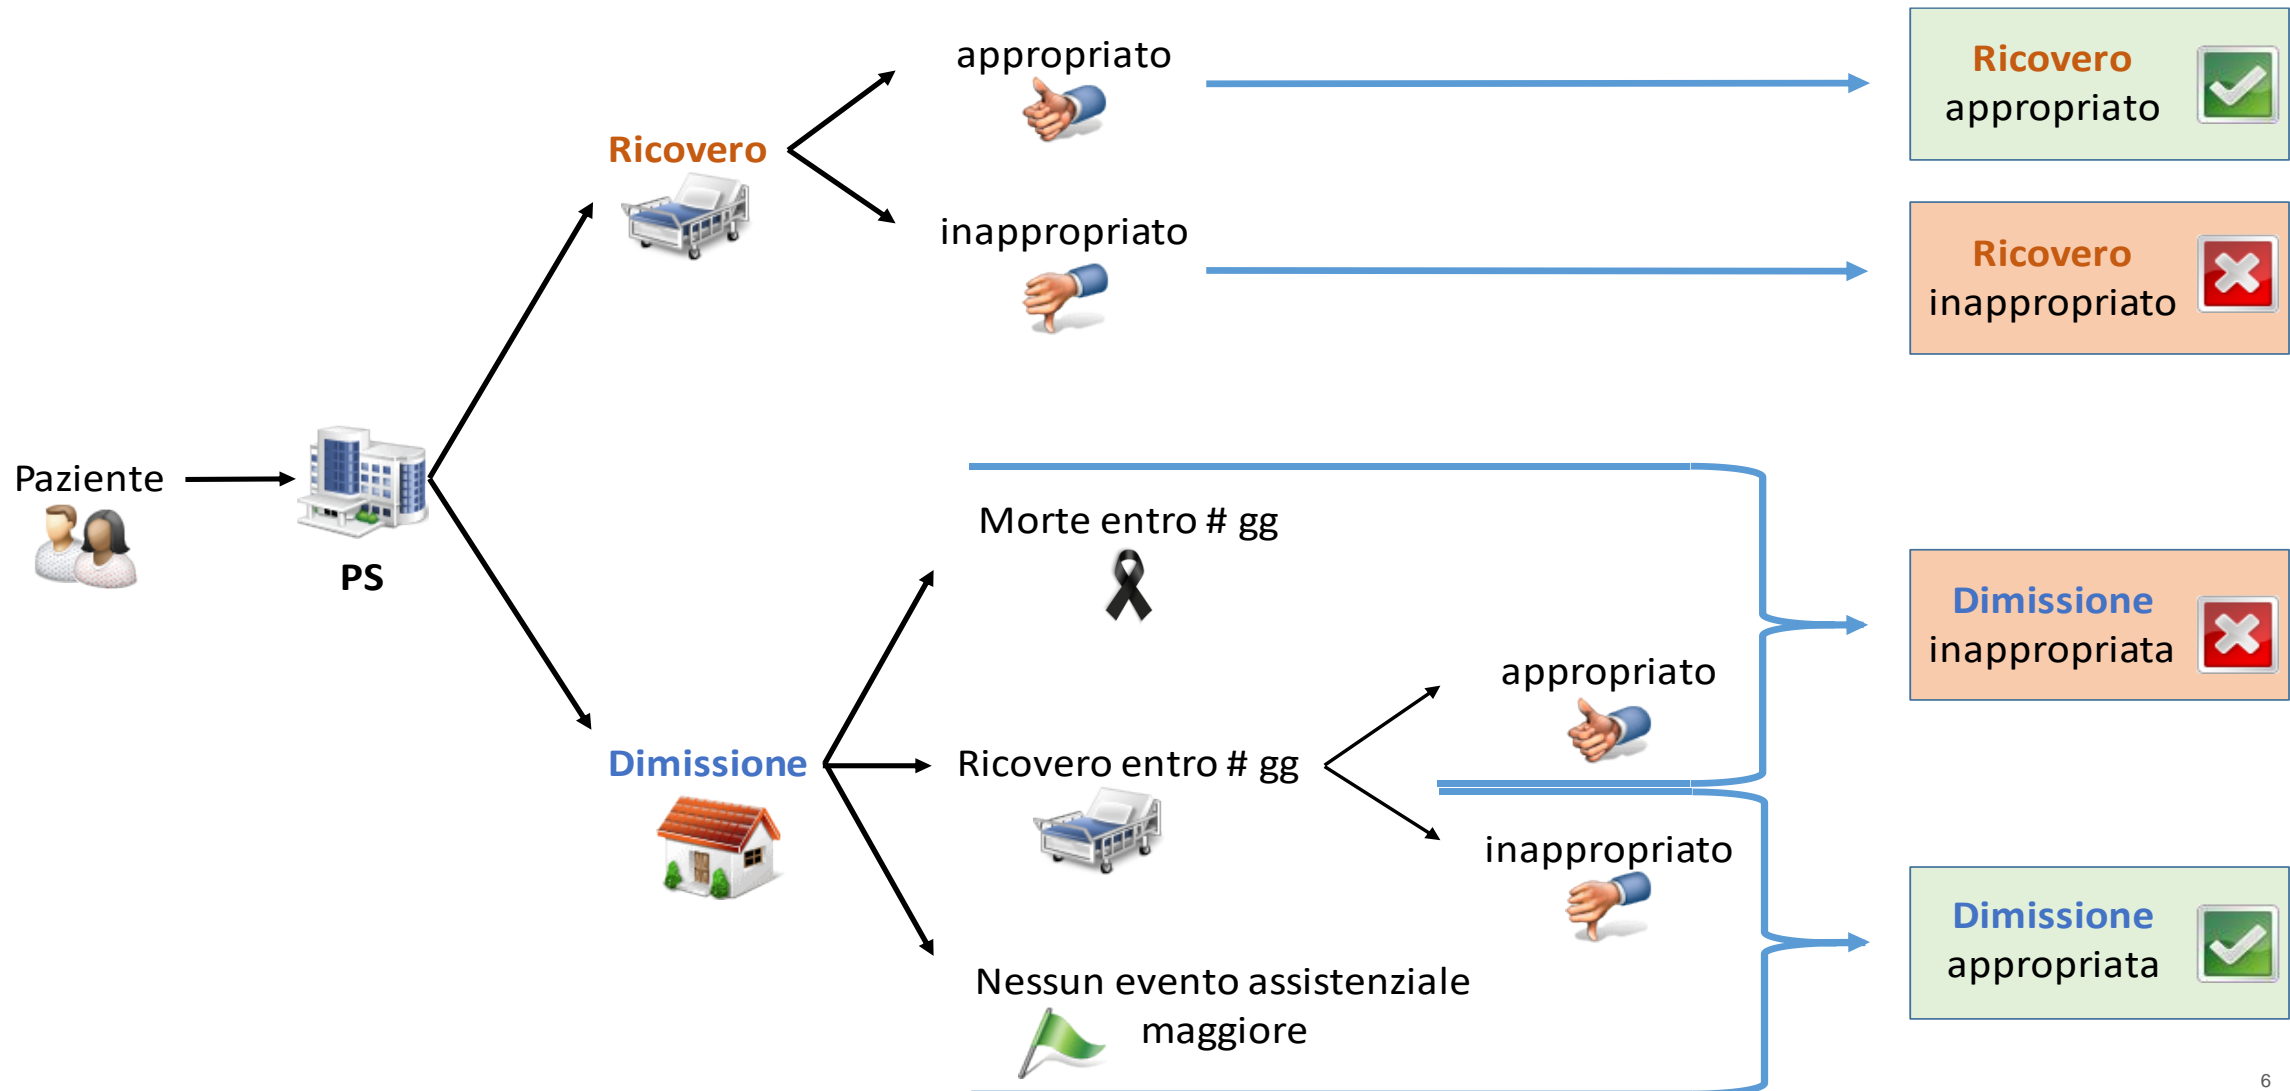 appropriato
Ricovero
appropriato
Ricovero
inappropriato
Ricovero
inappropriato
Paziente
PS
Morte entro # gg
Dimissione
inappropriata
appropriato
Dimissione
Ricovero entro # gg
inappropriato
Dimissione
appropriata
Nessun evento assistenziale
maggiore
6